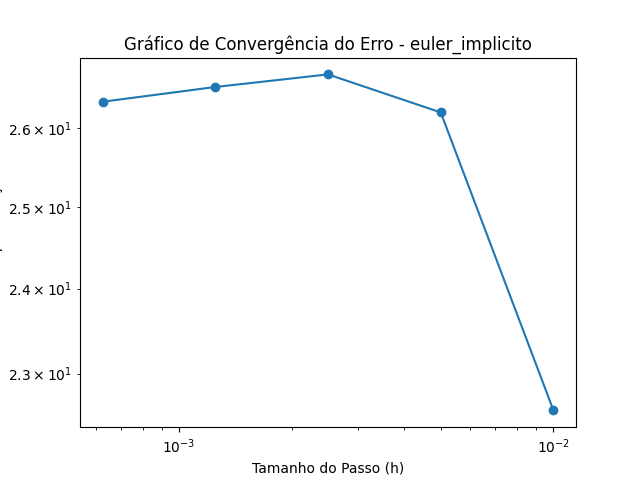 Gráfico de Convergência do Erro - euler_implicito
2.6 × 10¹
2.5 × 10¹
2.4 × 10¹
2.3 × 10¹
10⁻³
10⁻²
Tamanho do Passo (h)